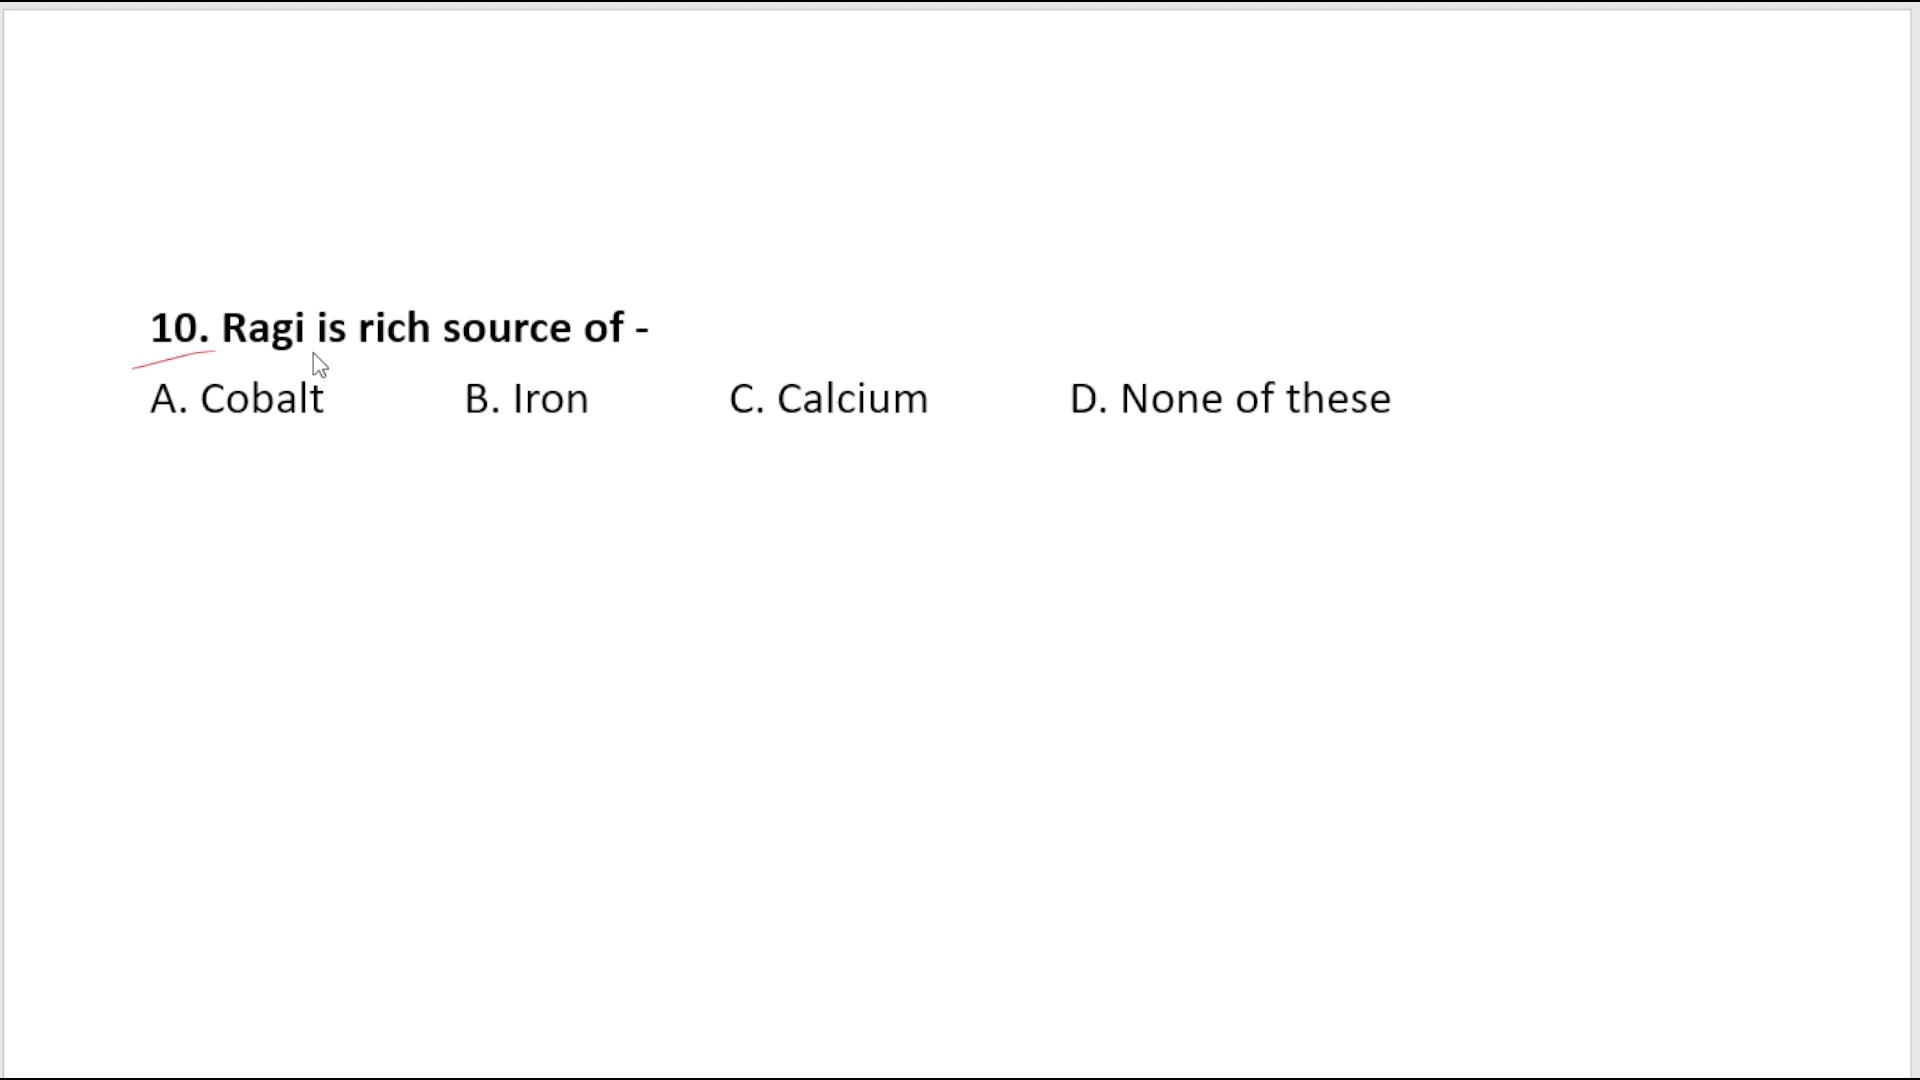 10. Ragi is rich source of -
A. Cobalt B. Iron C. Calcium D. None of these